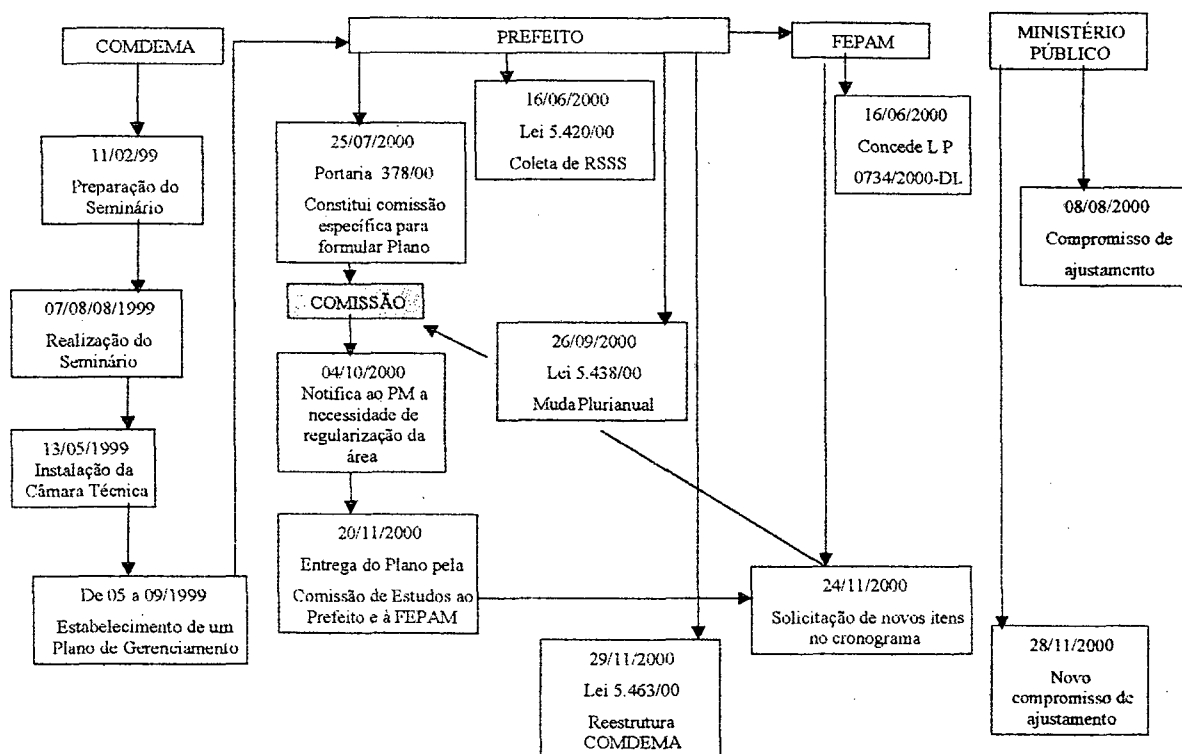 COMDEMA
PREFEITO
FEPAM
MINISTÉRIO
PÚBLICO
11/02/99
Preparação do
Seminário
07/08/08/1999
Realização do
Seminário
13/05/1999
Instalação da
Câmara Técnica
De 05 a 09/1999
Estabelecimento de um
Plano de Gerenciamento
25/07/2000
Portaria 378/00
Constitui comissão
específica para
formular Plano
COMISSÃO
04/10/2000
Notifica ao PM a
necessidade de
regularização da
área
20/11/2000
Entrega do Plano pela
Comissão de Estudos ao
Prefeito e à FEPAM
16/06/2000
Lei 5.420/00
Coleta de RSSS
26/09/2000
Lei 5.438/00
Muda Plurianual
29/11/2000
Lei 5.463/00
Reestrutura
COMDEMA
16/06/2000
Concede L P
0734/2000-DL
24/11/2000
Solicitação de novos itens
no cronograma
08/08/2000
Compromisso de
ajustamento
28/11/2000
Novo
compromisso de
ajustamento